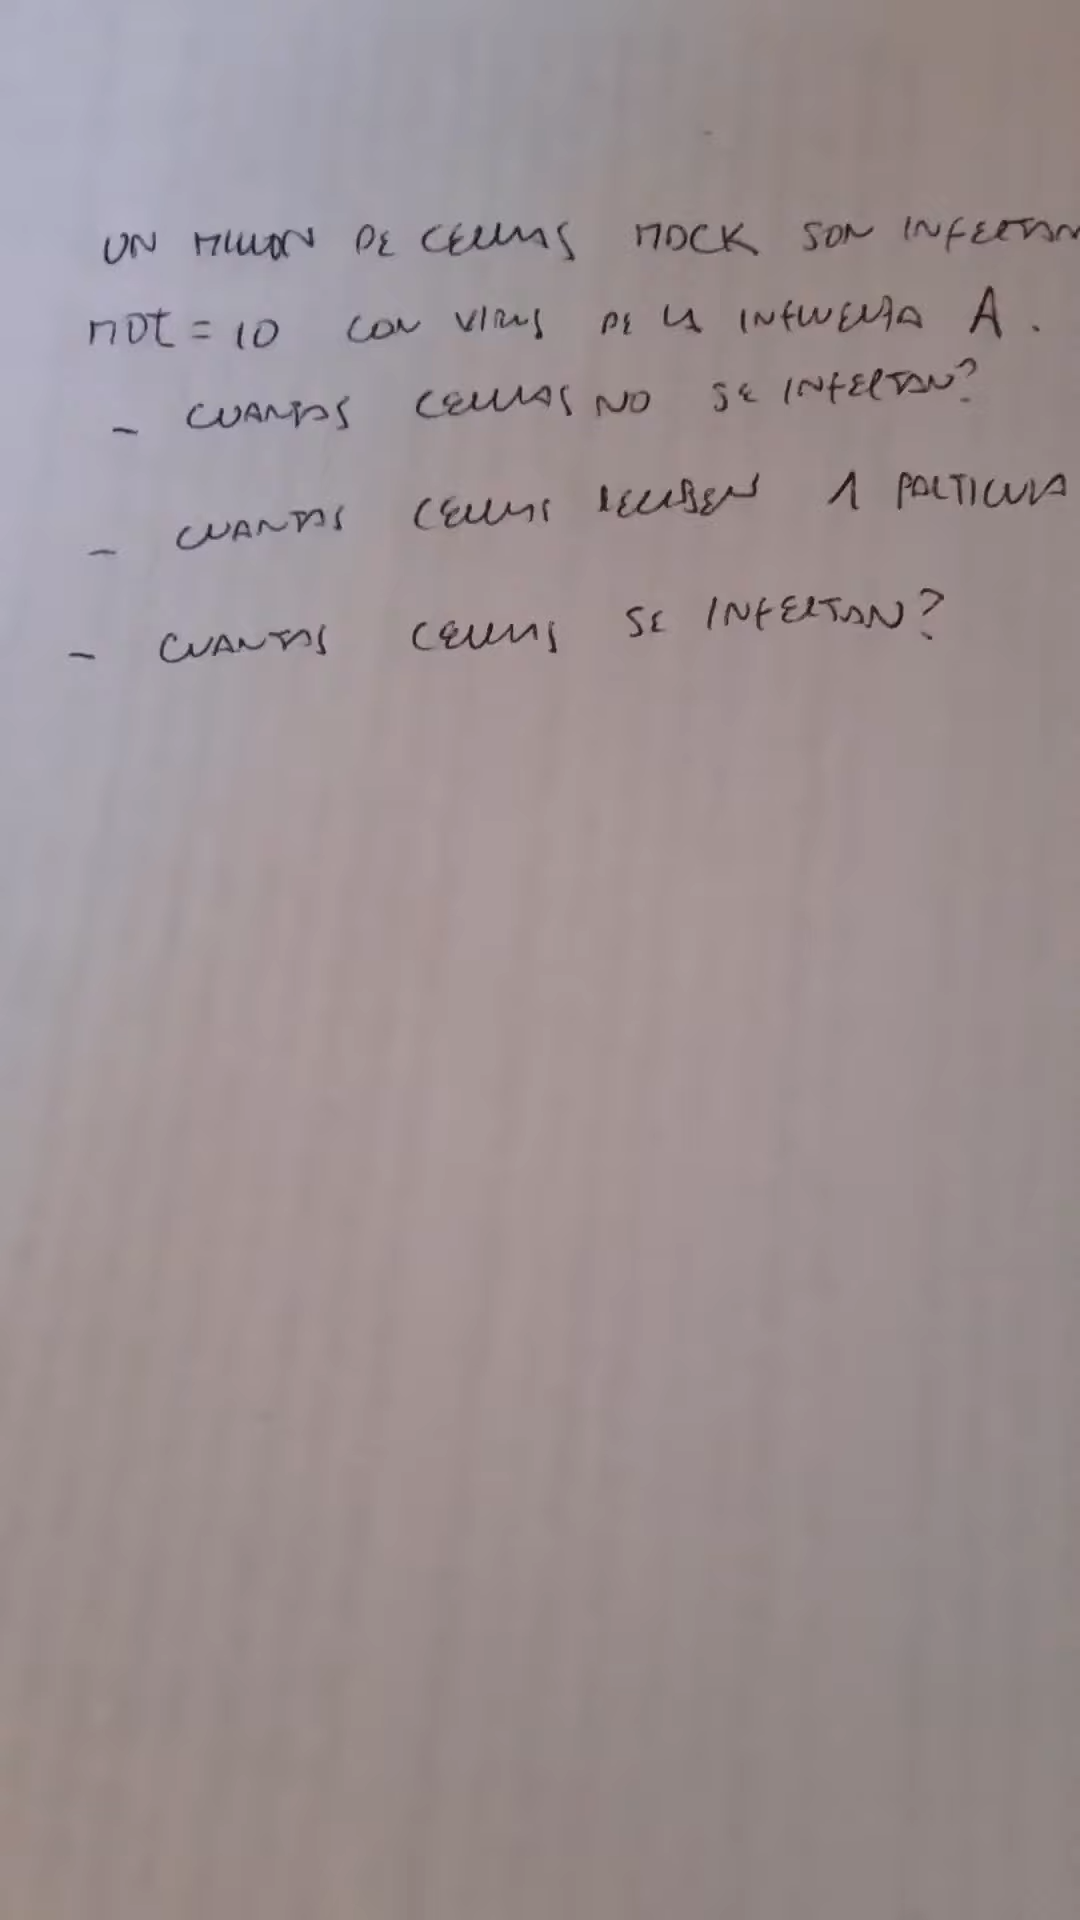 UN MILLON DE CELULAS MDCK SON INFECTAN
MOI = 10 CON VIRUS DE LA INFLUENZA A.
- CUANTAS CELULAS NO SE INFECTAN?
- CUANTAS CELULAS RECIBEN 1 PARTICULA
- CUANTAS CELULAS SE INFECTAN?